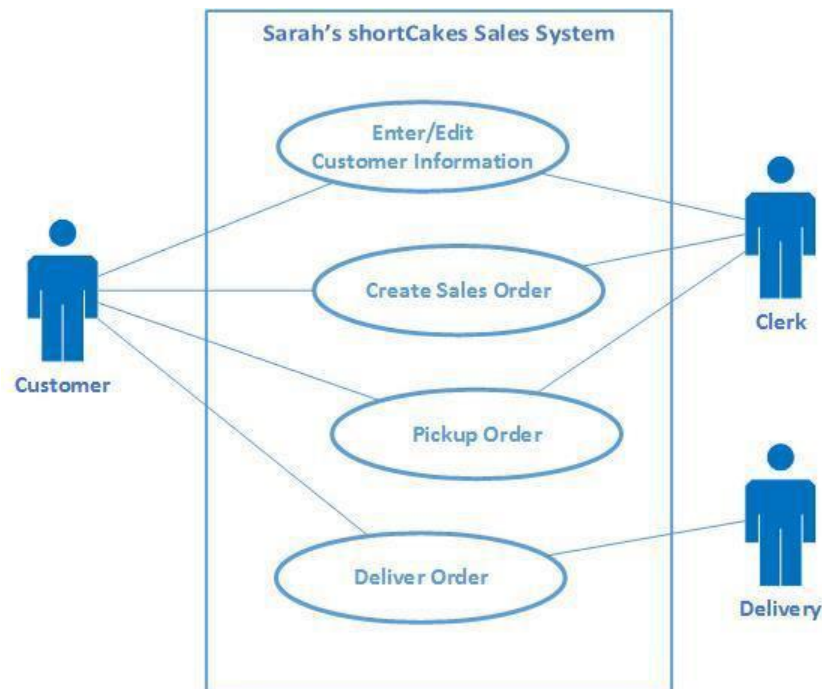 Sarah's shortCakes Sales System
Enter/Edit
Customer Information
Create Sales Order
Clerk
Customer
Pickup Order
Deliver Order
Delivery